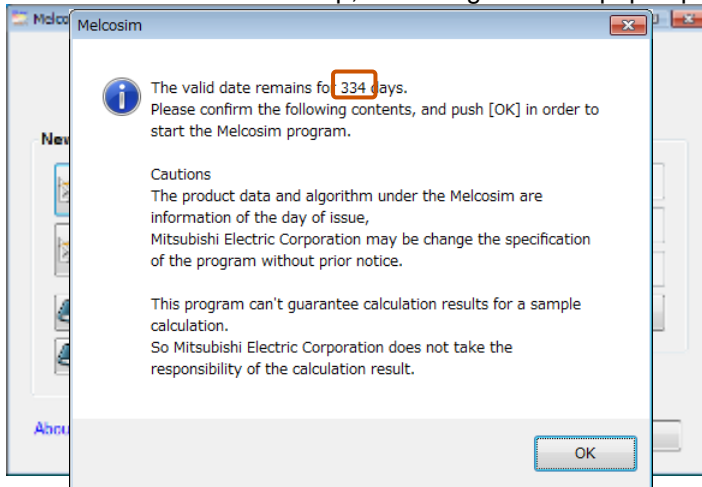 Melcosim
The valid date remains for 334 days.
Please confirm the following contents, and push [OK] in order to
start the Melcosim program.
Cautions
The product data and algorithm under the Melcosim are
information of the day of issue,
Mitsubishi Electric Corporation may be change the specification
of the program without prior notice.
This program can't guarantee calculation results for a sample
calculation.
So Mitsubishi Electric Corporation does not take the
responsibility of the calculation result.
OK